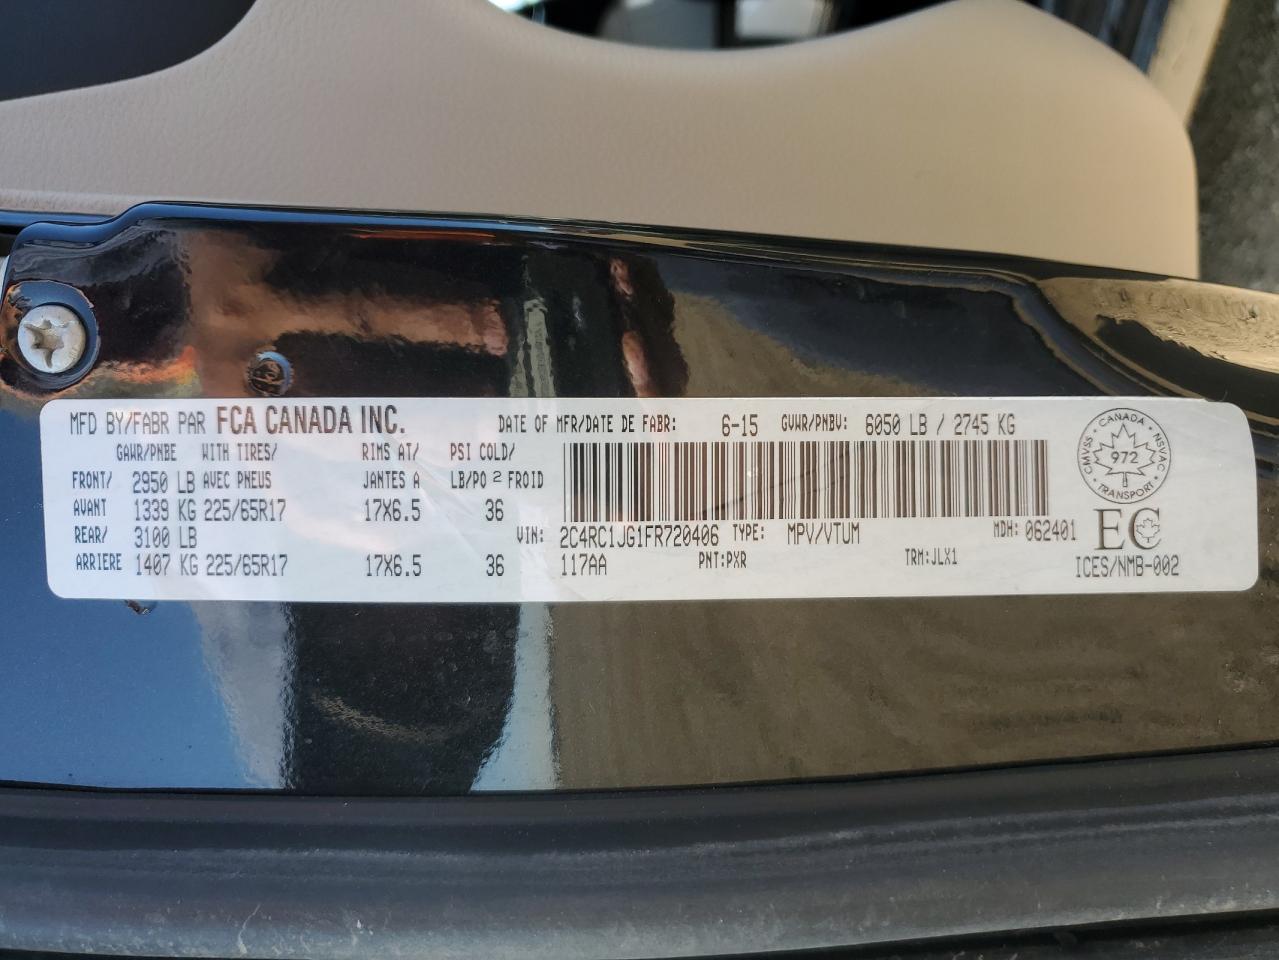 MFD BY/FABR PAR FCA CANADA INC. DATE OF MFR/DATE DE FABR: 6-15 GVWR/PNBV: 6050 LB / 2745 KG
GAWR/PNBE WITH TIRES/ RIMS AT/ PSI COLD/
FRONT/ 2950 LB AVEC PNEUS JANTES A LB/PO 2 FROID
AVANT 1339 KG 225/65R17 17X6.5 36
REAR/ 3100 LB VIN: 2C4RC1JG1FR720406 TYPE: MPV/VTUM MDH: 062401
ARRIERE 1407 KG 225/65R17 17X6.5 36 117AA PNT:PXR TRM:JLX1
CANADA
CMVSS 972 NSVAC
TRANSPORT
EC
ICES/NMB-002